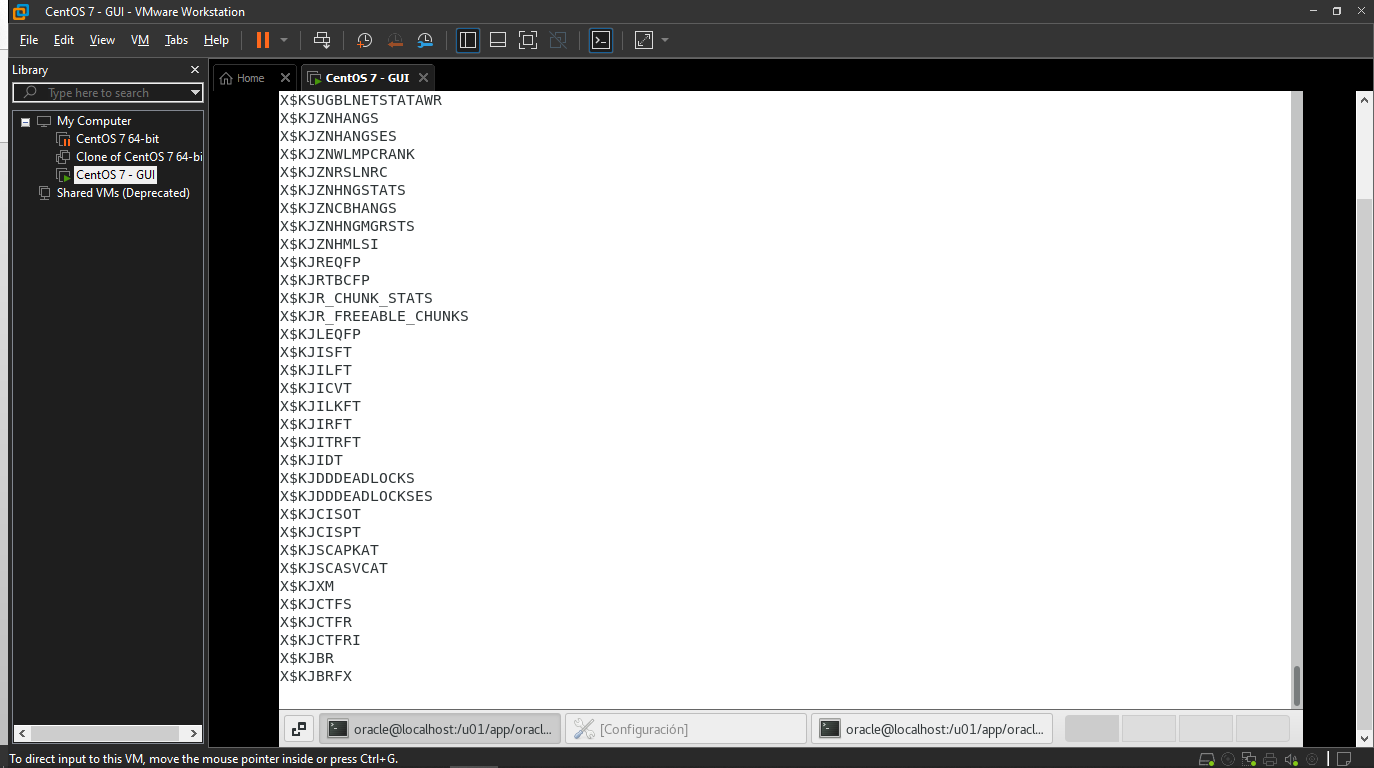 CentOS 7 - GUI - VMware Workstation
File Edit View VM Tabs Help
Library
Type here to search
My Computer
CentOS 7 64-bit
Clone of CentOS 7 64-bi
CentOS 7 - GUI
Shared VMs (Deprecated)
Home
CentOS 7 - GUI
X$KSUGBLNETSTATAWR
X$KJZNHANGS
X$KJZNHANGSES
X$KJZNWLMPCRANK
X$KJZNRSLNRC
X$KJZNHNGSTATS
X$KJZNCBHANGS
X$KJZNHNGMGRSTS
X$KJZNHMLSI
X$KJREQFP
X$KJRTBCFP
X$KJR_CHUNK_STATS
X$KJR_FREEABLE_CHUNKS
X$KJLEQFP
X$KJISFT
X$KJILFT
X$KJICVT
X$KJILKFT
X$KJIRFT
X$KJITRFT
X$KJIDT
X$KJDDDEADLOCKS
X$KJDDDEADLOCKSES
X$KJCISOT
X$KJCISPT
X$KJSCAPKAT
X$KJSCASVCAT
X$KJXM
X$KJCTFS
X$KJCTFR
X$KJCTFRI
X$KJBR
X$KJBRFX
oracle@localhost:/u01/app/oracl...
[Configuración]
oracle@localhost:/u01/app/oracl...
To direct input to this VM, move the mouse pointer inside or press Ctrl+G.